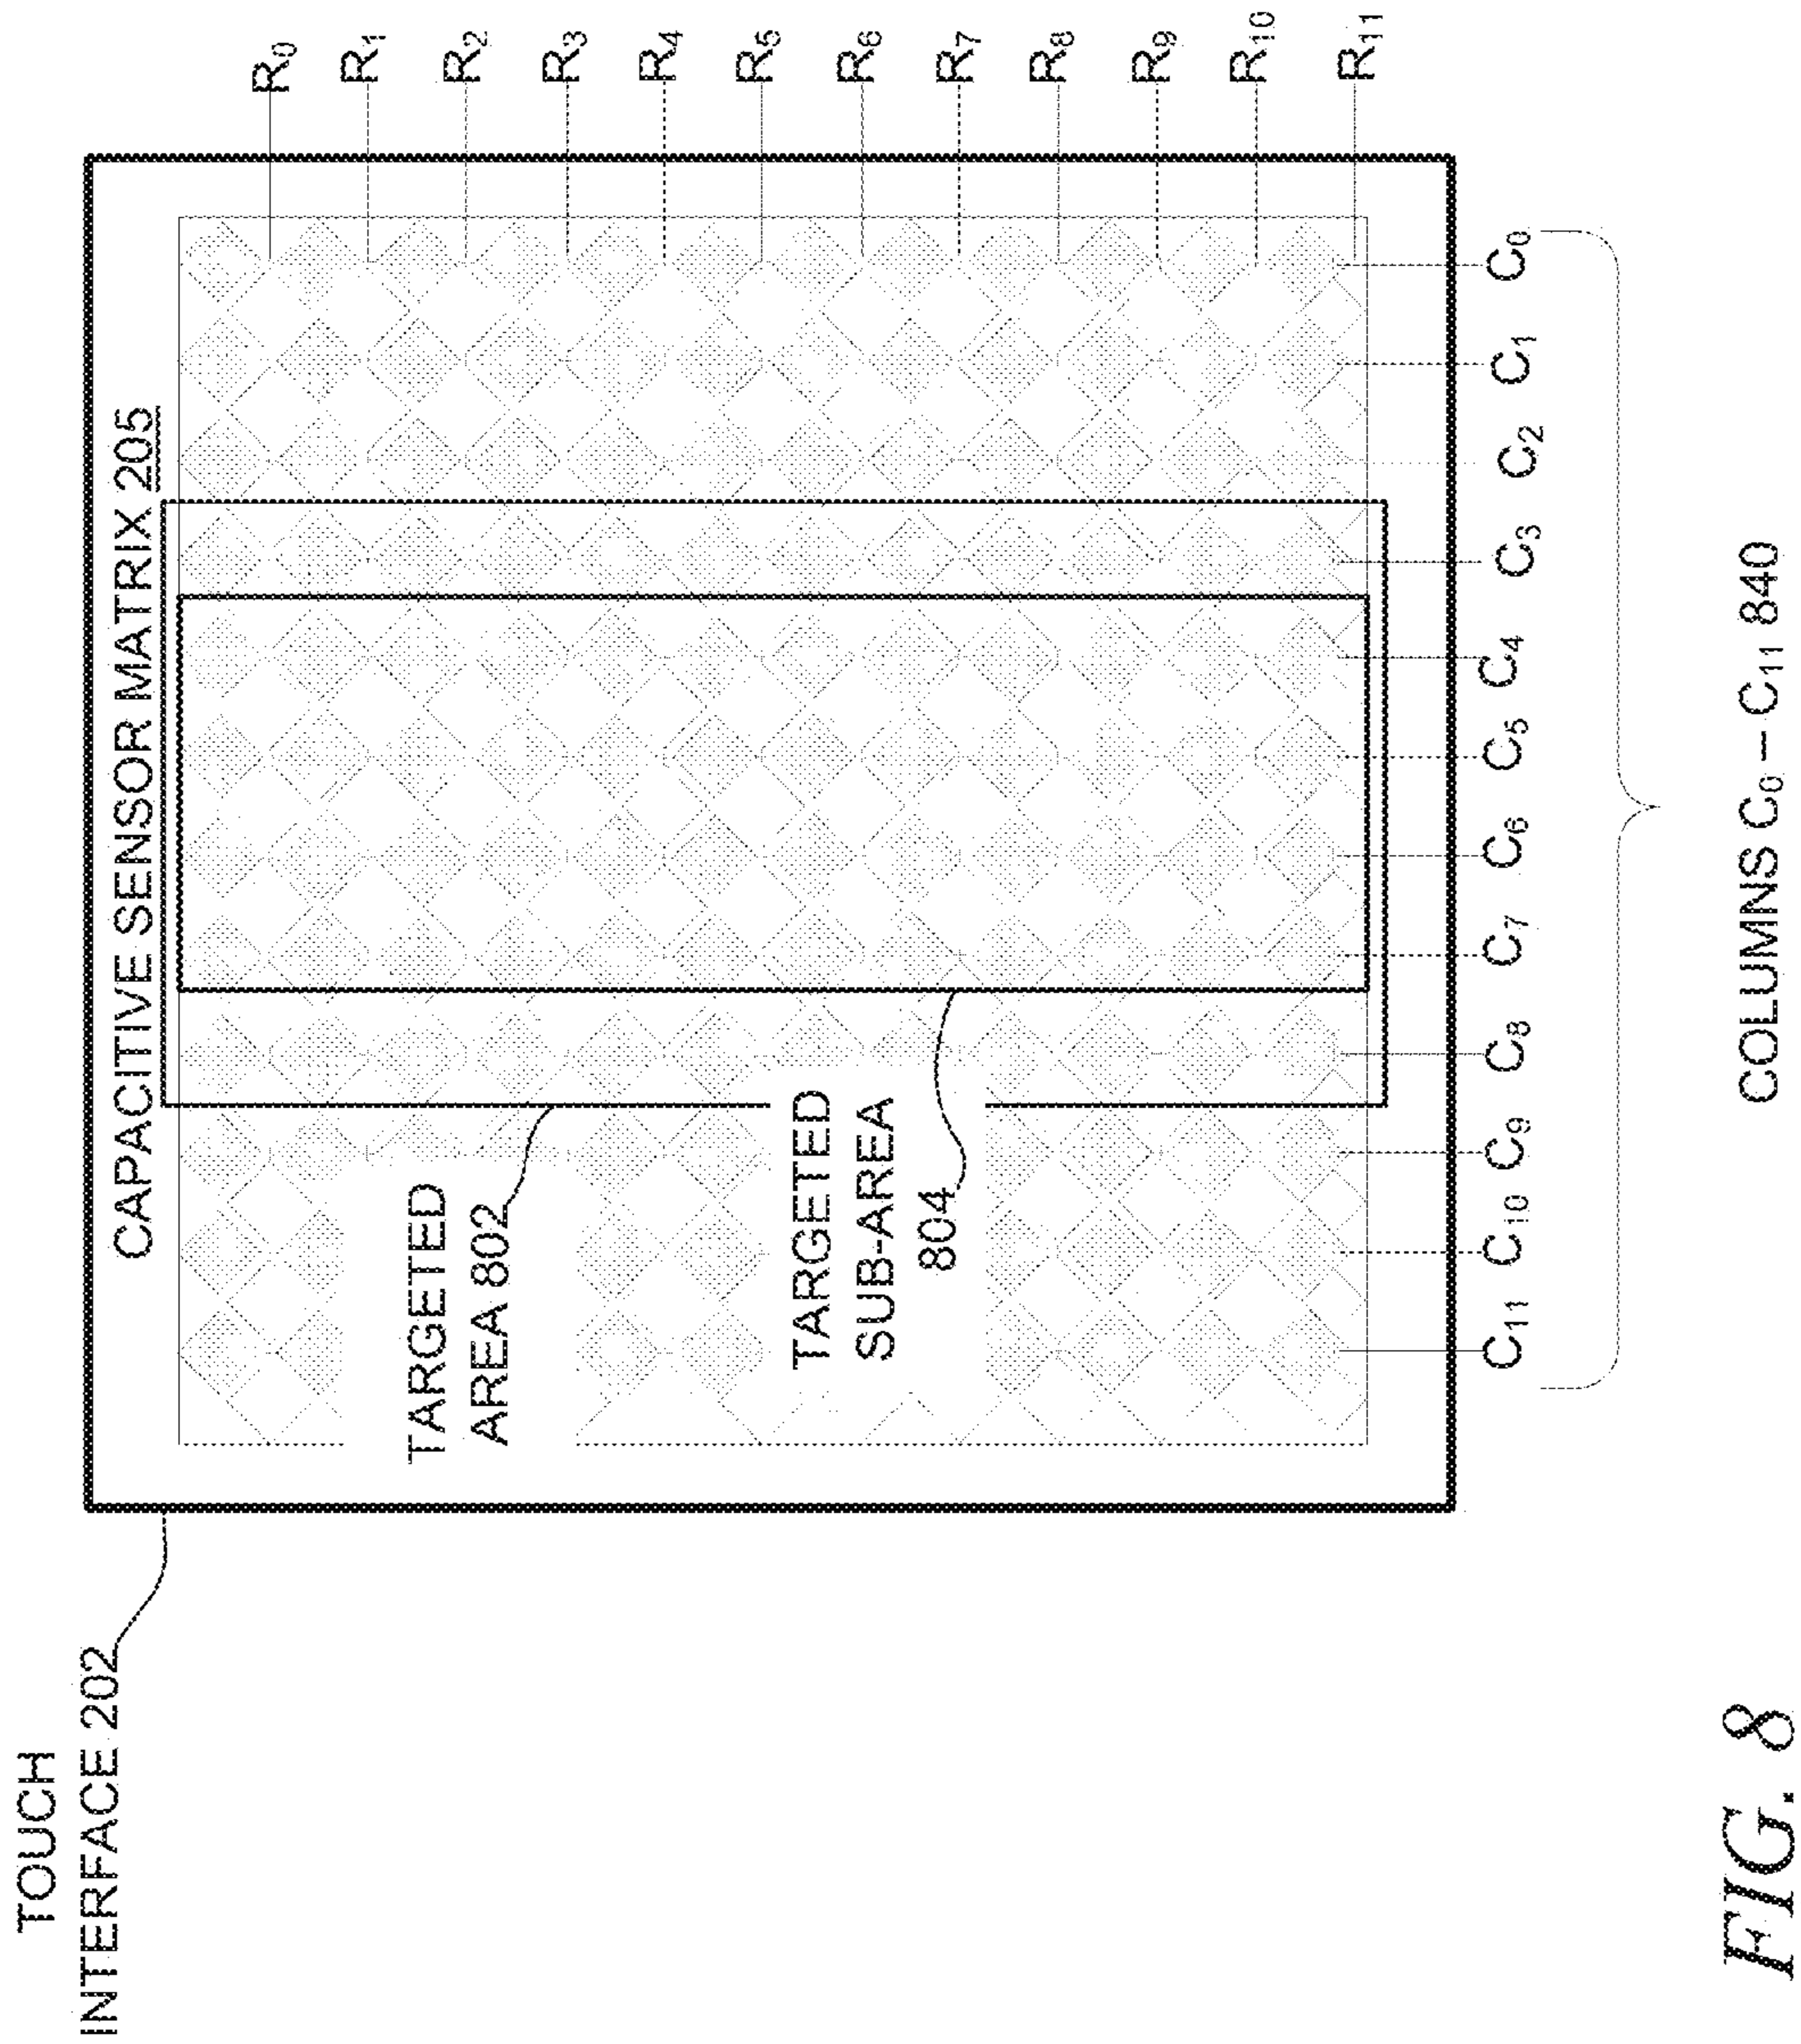 TOUCH
INTERFACE 202
CAPACITIVE SENSOR MATRIX 205
TARGETED
AREA 802
TARGETED
SUB-AREA
804
R0
R1
R2
R3
R4
R5
R6
R7
R8
R9
R10
R11
C11 C10 C9 C8 C7 C6 C5 C4 C3 C2 C1 C0
COLUMNS C0 – C11 840
FIG. 8